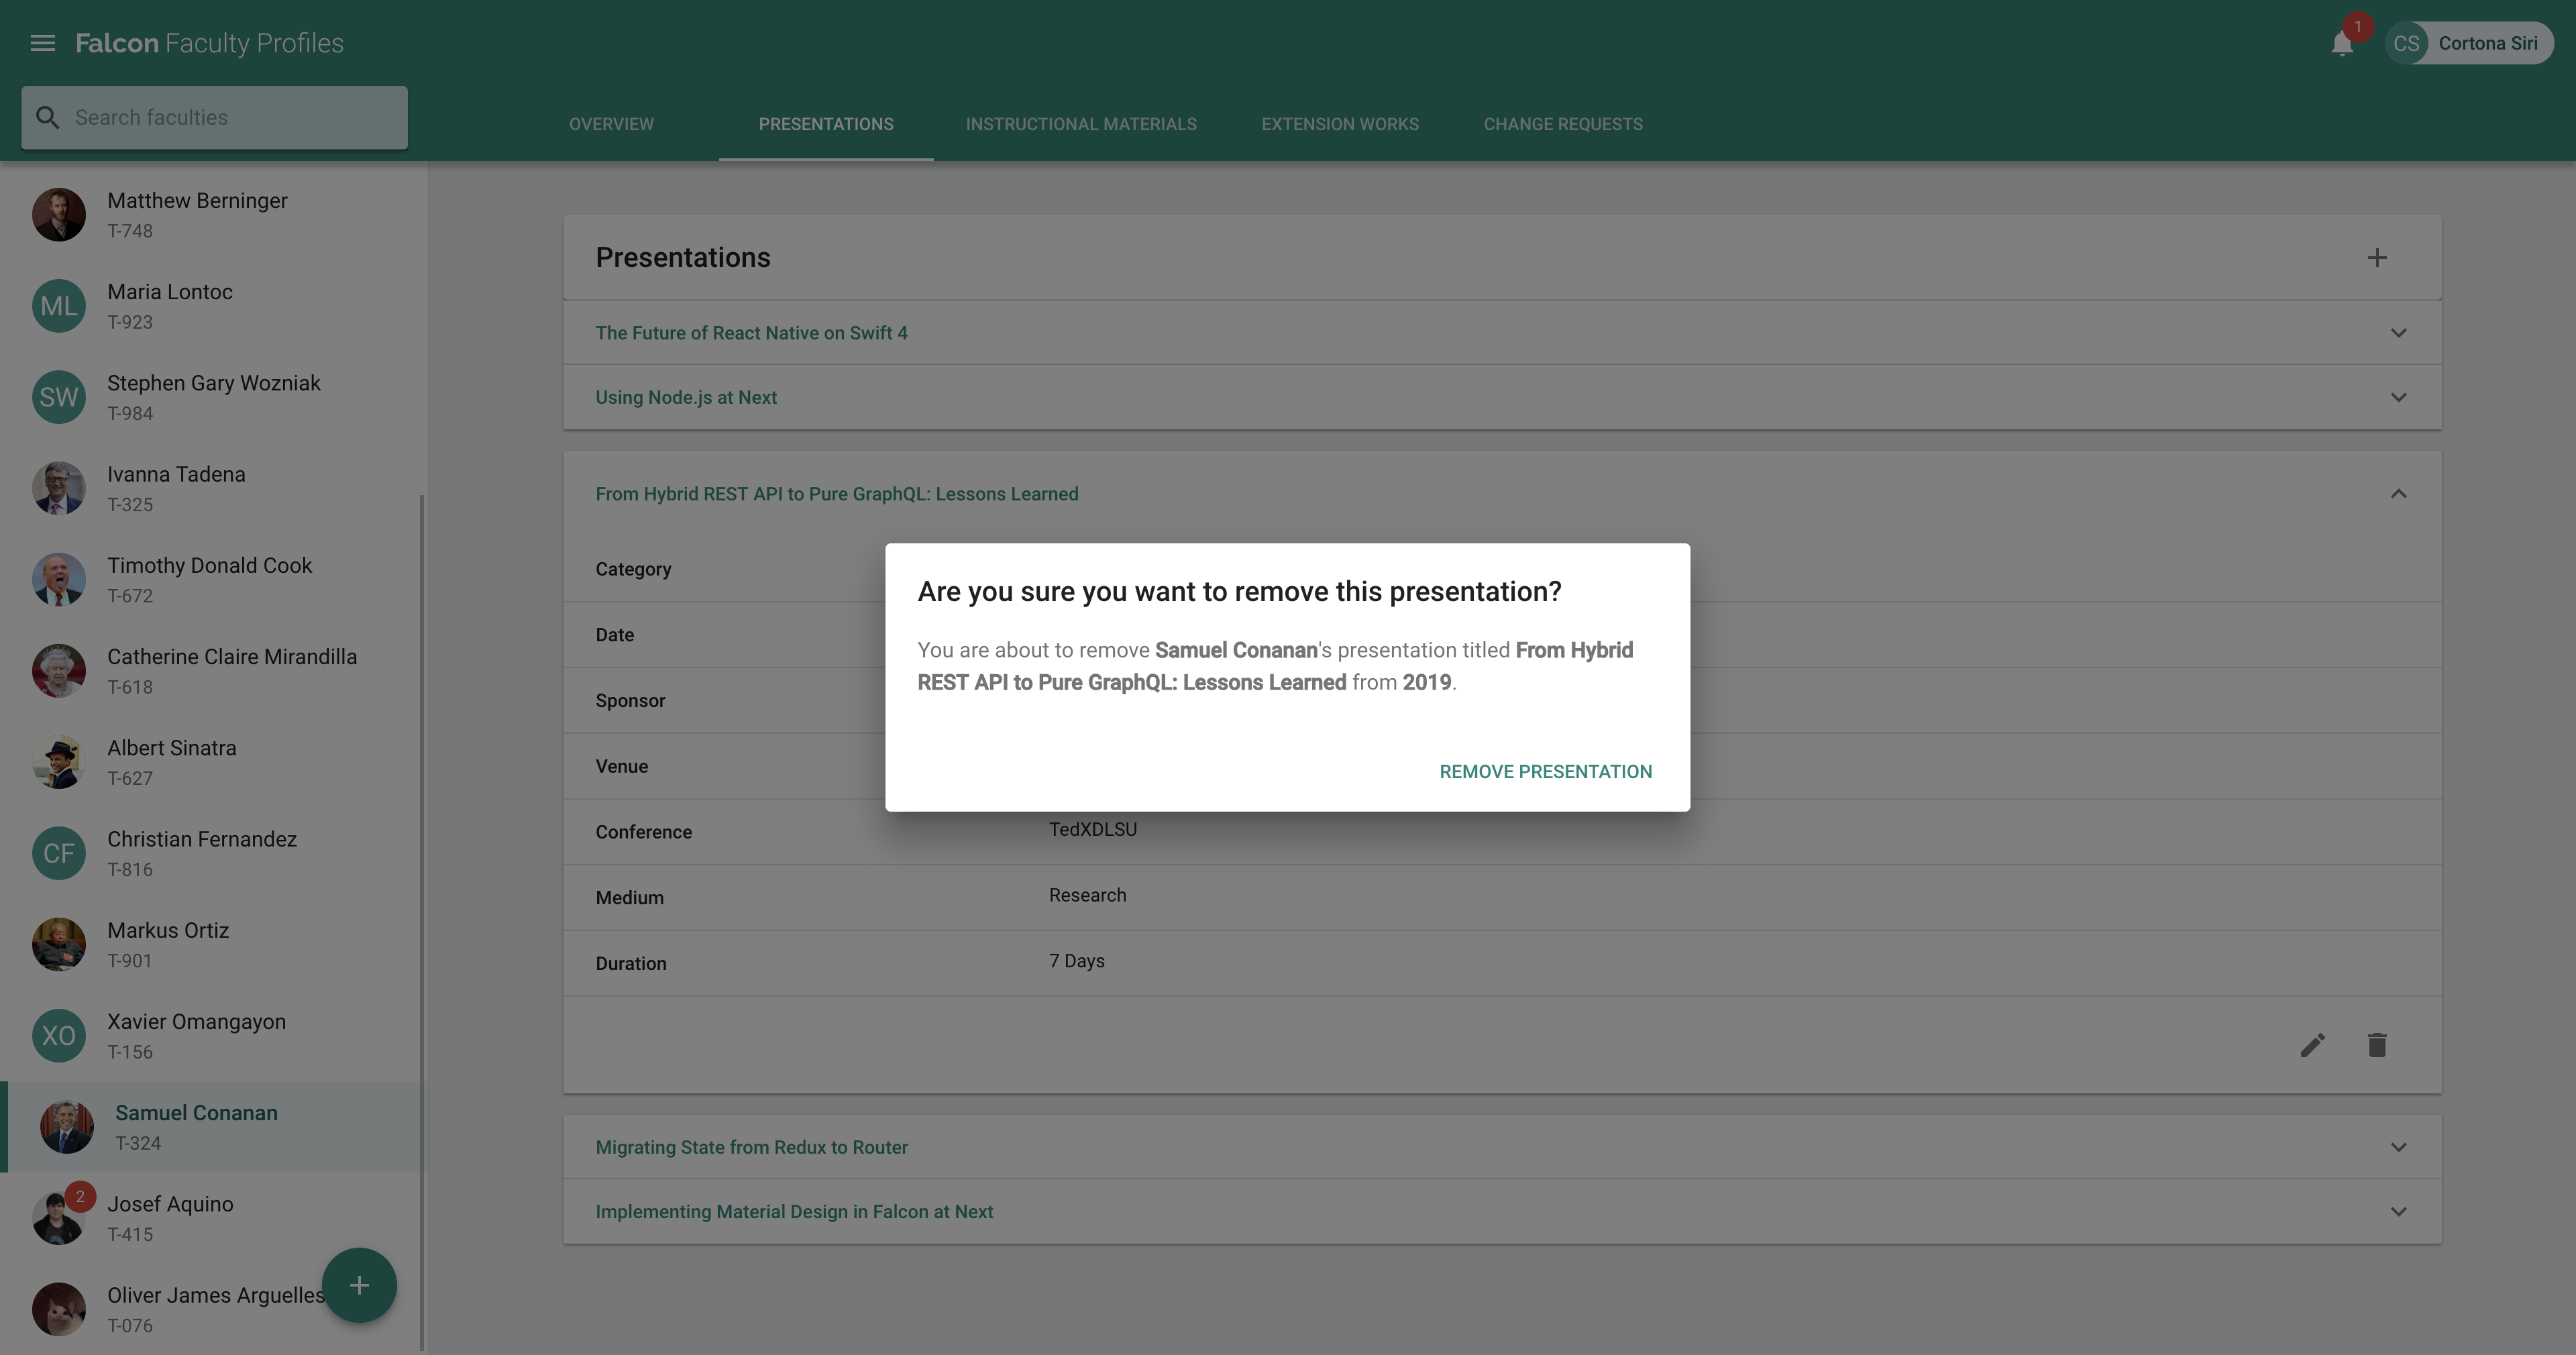 Falcon Faculty Profiles
1
CS Cortona Siri
Search faculties
OVERVIEW
PRESENTATIONS
INSTRUCTIONAL MATERIALS
EXTENSION WORKS
CHANGE REQUESTS
Matthew Berninger
T-748
ML
Maria Lontoc
T-923
SW
Stephen Gary Wozniak
T-984
Ivanna Tadena
T-325
Timothy Donald Cook
T-672
Catherine Claire Mirandilla
T-618
Albert Sinatra
T-627
CF
Christian Fernandez
T-816
Markus Ortiz
T-901
XO
Xavier Omangayon
T-156
Samuel Conanan
T-324
2
Josef Aquino
T-415
Oliver James Arguelles
T-076
Presentations
The Future of React Native on Swift 4
Using Node.js at Next
From Hybrid REST API to Pure GraphQL: Lessons Learned
Category
Date
Sponsor
Venue
Conference TedXDLSU
Medium Research
Duration 7 Days
Migrating State from Redux to Router
Implementing Material Design in Falcon at Next
Are you sure you want to remove this presentation?
You are about to remove Samuel Conanan's presentation titled From Hybrid
REST API to Pure GraphQL: Lessons Learned from 2019.
REMOVE PRESENTATION